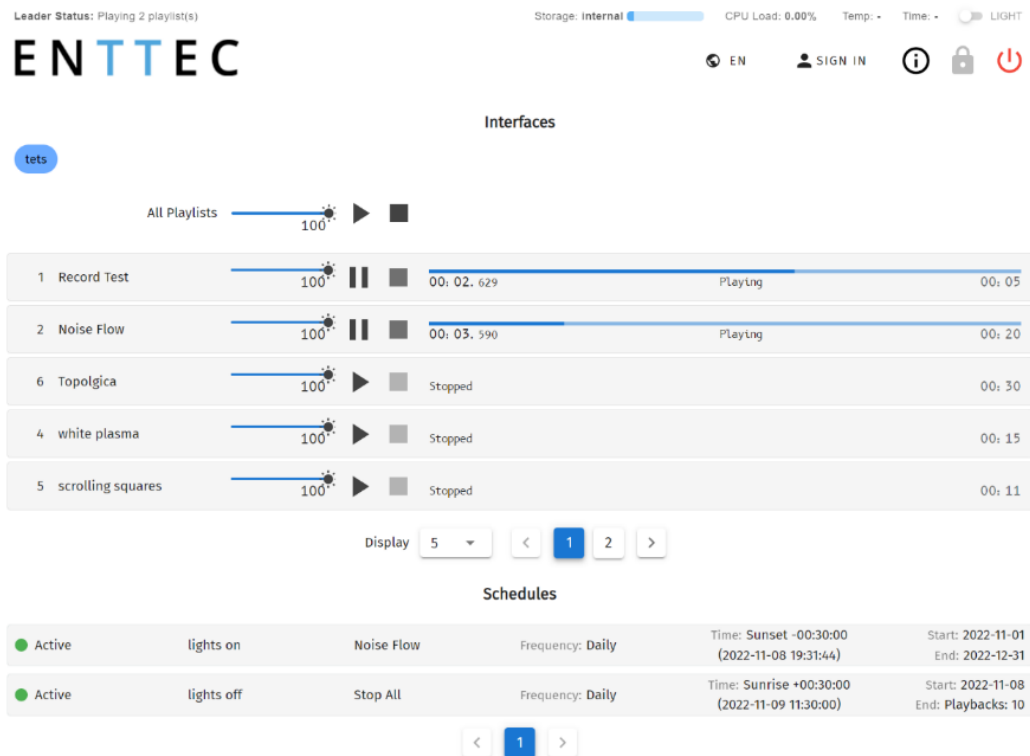 Leader Status: Playing 2 playlist(s) Storage: internal CPU Load: 0.00% Temp: - Time: - LIGHT
ENTTEC
EN SIGN IN
Interfaces
tets
All Playlists 100
1 Record Test 100 00: 02. 629 Playing 00: 05
2 Noise Flow 100 00: 03. 590 Playing 00: 20
6 Topolgica 100 Stopped 00: 30
4 white plasma 100 Stopped 00: 15
5 scrolling squares 100 Stopped 00: 11
Display 5 < 1 2 >
Schedules
Active lights on Noise Flow Frequency: Daily Time: Sunset -00:30:00 Start: 2022-11-01
(2022-11-08 19:31:44) End: 2022-12-31
Active lights off Stop All Frequency: Daily Time: Sunrise +00:30:00 Start: 2022-11-08
(2022-11-09 11:30:00) End: Playbacks: 10
< 1 >